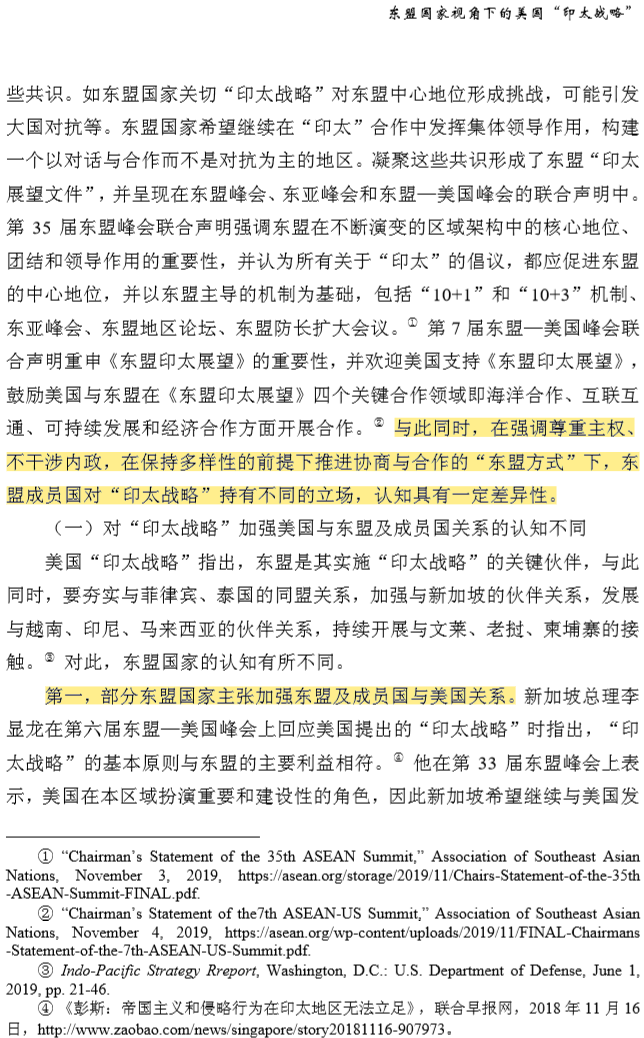 东盟国家视角下的美国“印太战略”
些共识。如东盟国家关切“印太战略”对东盟中心地位形成挑战，可能引发
大国对抗等。东盟国家希望继续在“印太”合作中发挥集体领导作用，构建
一个以对话与合作而不是对抗为主的地区。凝聚这些共识形成了东盟“印太
展望文件”，并呈现在东盟峰会、东亚峰会和东盟—美国峰会的联合声明中。
第 35 届东盟峰会联合声明强调东盟在不断演变的区域架构中的核心地位、
团结和领导作用的重要性，并认为所有关于“印太”的倡议，都应促进东盟
的中心地位，并以东盟主导的机制为基础，包括“10+1”和“10+3”机制、
东亚峰会、东盟地区论坛、东盟防长扩大会议。① 第 7 届东盟—美国峰会联
合声明重申《东盟印太展望》的重要性，并欢迎美国支持《东盟印太展望》，
鼓励美国与东盟在《东盟印太展望》四个关键合作领域即海洋合作、互联互
通、可持续发展和经济合作方面开展合作。② 与此同时，在强调尊重主权、
不干涉内政，在保持多样性的前提下推进协商与合作的“东盟方式”下，东
盟成员国对“印太战略”持有不同的立场，认知具有一定差异性。
（一）对“印太战略”加强美国与东盟及成员国关系的认知不同
美国“印太战略”指出，东盟是其实施“印太战略”的关键伙伴，与此
同时，要夯实与菲律宾、泰国的同盟关系，加强与新加坡的伙伴关系，发展
与越南、印尼、马来西亚的伙伴关系，持续开展与文莱、老挝、柬埔寨的接
触。③ 对此，东盟国家的认知有所不同。
第一，部分东盟国家主张加强东盟及成员国与美国关系。新加坡总理李
显龙在第六届东盟—美国峰会上回应美国提出的“印太战略”时指出，“印
太战略”的基本原则与东盟的主要利益相符。④ 他在第 33 届东盟峰会上表
示，美国在本区域扮演重要和建设性的角色，因此新加坡希望继续与美国发
① “Chairman’s Statement of the 35th ASEAN Summit,” Association of Southeast Asian
Nations, November 3, 2019, https://asean.org/storage/2019/11/Chairs-Statement-of-the-35th
-ASEAN-Summit-FINAL.pdf.
② “Chairman’s Statement of the7th ASEAN-US Summit,” Association of Southeast Asian
Nations, November 4, 2019, https://asean.org/wp-content/uploads/2019/11/FINAL-Chairmans
-Statement-of-the-7th-ASEAN-US-Summit.pdf.
③ Indo-Pacific Strategy Rreport, Washington, D.C.: U.S. Department of Defense, June 1,
2019, pp. 21-46.
④ 《彭斯：帝国主义和侵略行为在印太地区无法立足》，联合早报网，2018 年 11 月 16
日，http://www.zaobao.com/news/singapore/story20181116-907973。